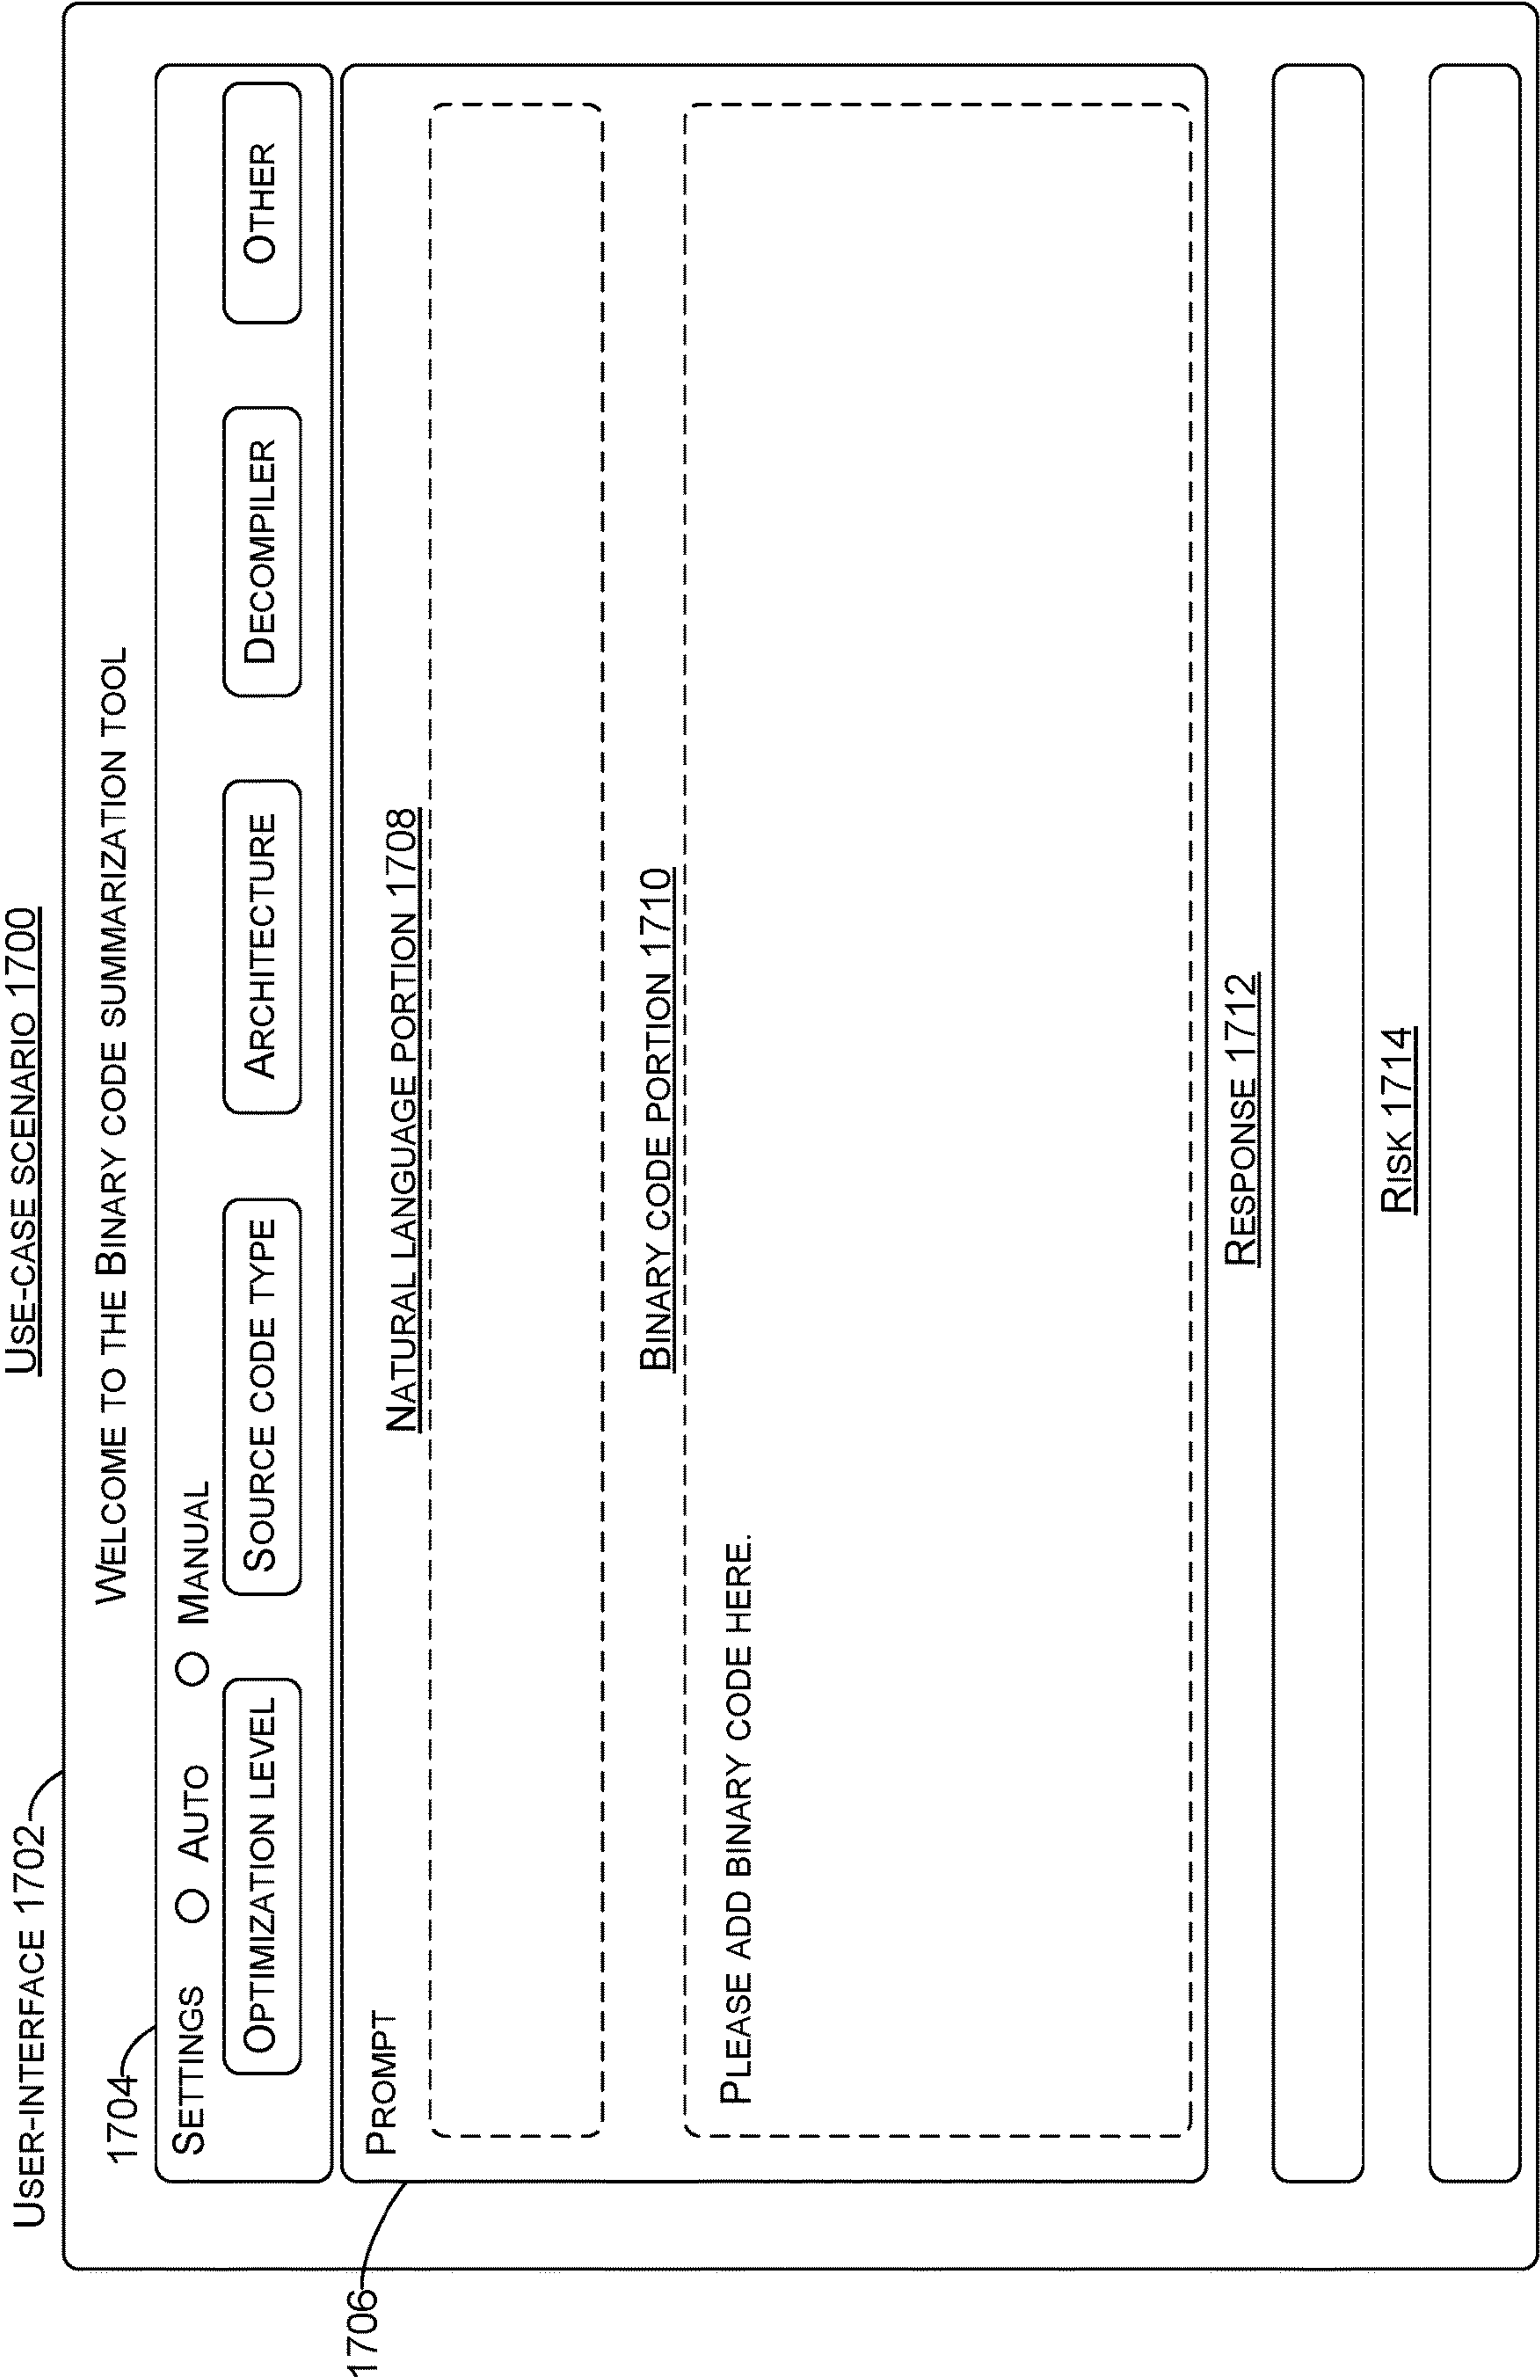 USE-CASE SCENARIO 1700
USER-INTERFACE 1702
WELCOME TO THE BINARY CODE SUMMARIZATION TOOL
1704
SETTINGS AUTO MANUAL
OPTIMIZATION LEVEL SOURCE CODE TYPE ARCHITECTURE DECOMPILER OTHER
1706
PROMPT
NATURAL LANGUAGE PORTION 1708
BINARY CODE PORTION 1710
PLEASE ADD BINARY CODE HERE.
RESPONSE 1712
RISK 1714